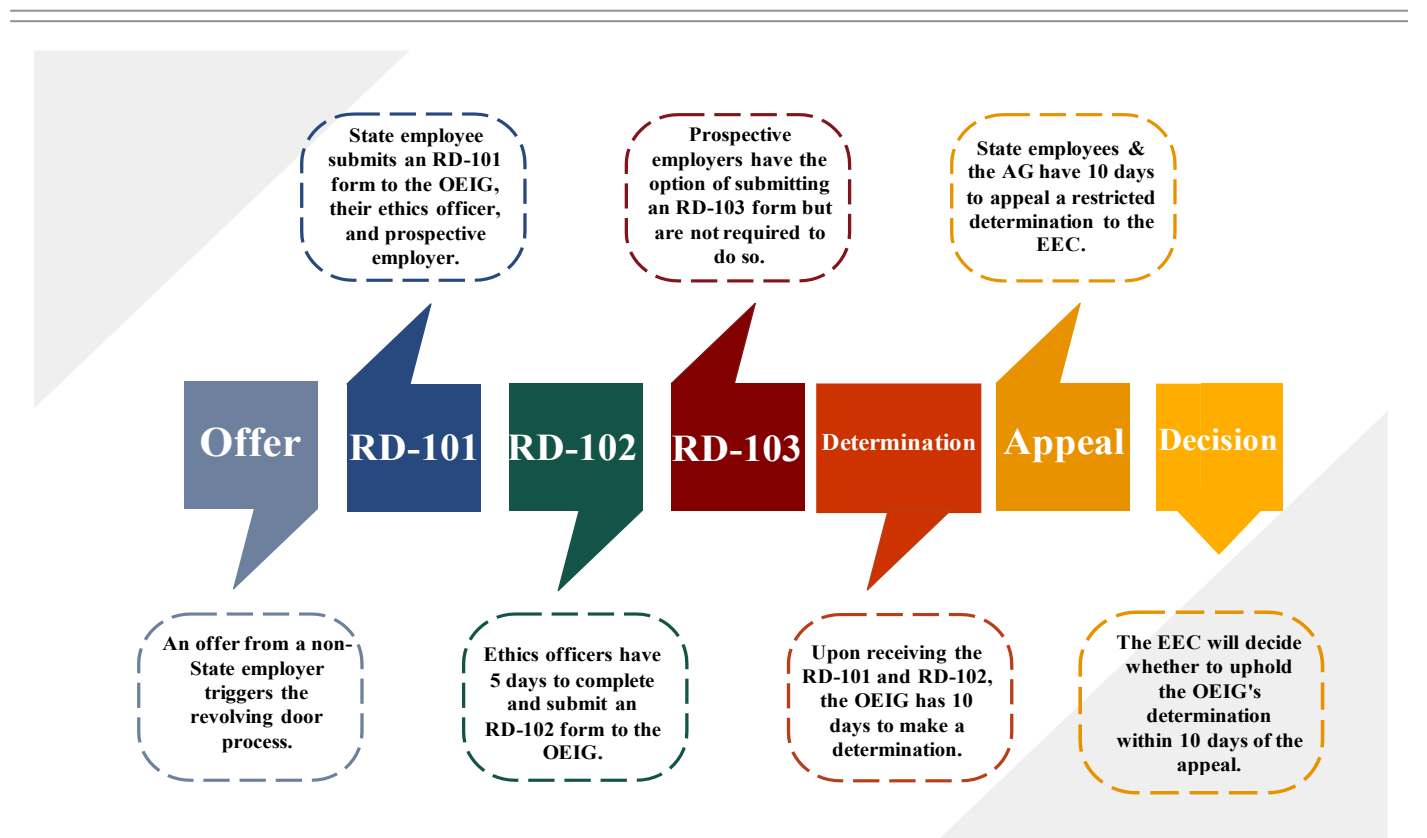 State employee
submits an RD-101
form to the OEIG,
their ethics officer,
and prospective
employer.
Prospective
employers have the
option of submitting
an RD-103 form but
are not required to
do so.
State employees &
the AG have 10 days
to appeal a restricted
determination to the
EEC.
Offer
RD-101
RD-102
RD-103
Determination
Appeal
Decision
An offer from a non-
State employer
triggers the
revolving door
process.
Ethics officers have
5 days to complete
and submit an
RD-102 form to the
OEIG.
Upon receiving the
RD-101 and RD-102,
the OEIG has 10
days to make a
determination.
The EEC will decide
whether to uphold
the OEIG's
determination
within 10 days of the
appeal.